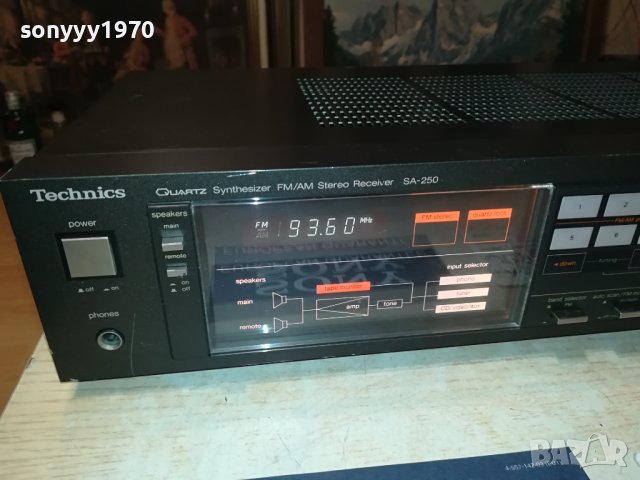 sonyyy1970
Technics
QUARTZ Synthesizer FM/AM Stereo Receiver SA-250
power
off on
phones
speakers
main
remote
on
off
FM
AM
93.60 MHz
FM stereo
quartz lock
speakers
main
remote
tape monitor
amp
tone
input selector
phono
tuner
CD/video/aux
1
2
5
6
down
tuning
band selector
BAZAR